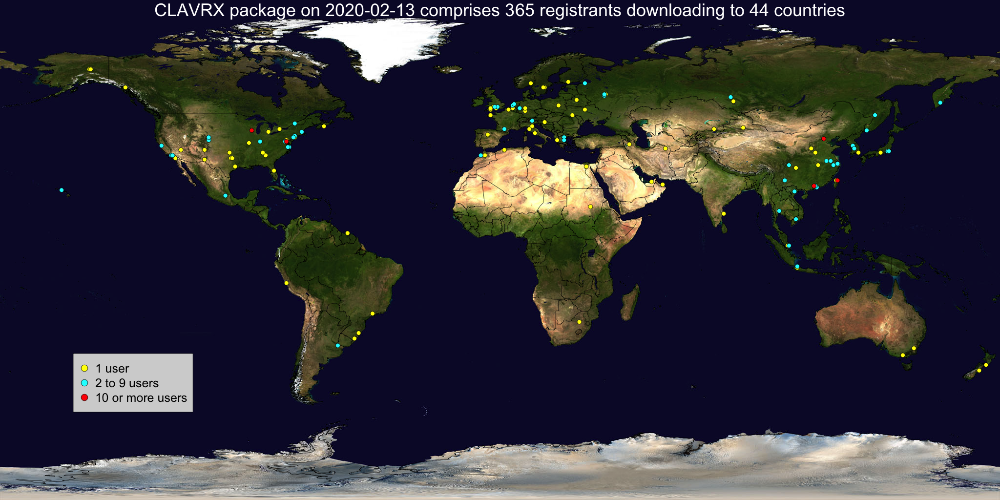 CLAVRX package on 2020-02-13 comprises 365 registrants downloading to 44 countries
1 user
2 to 9 users
10 or more users